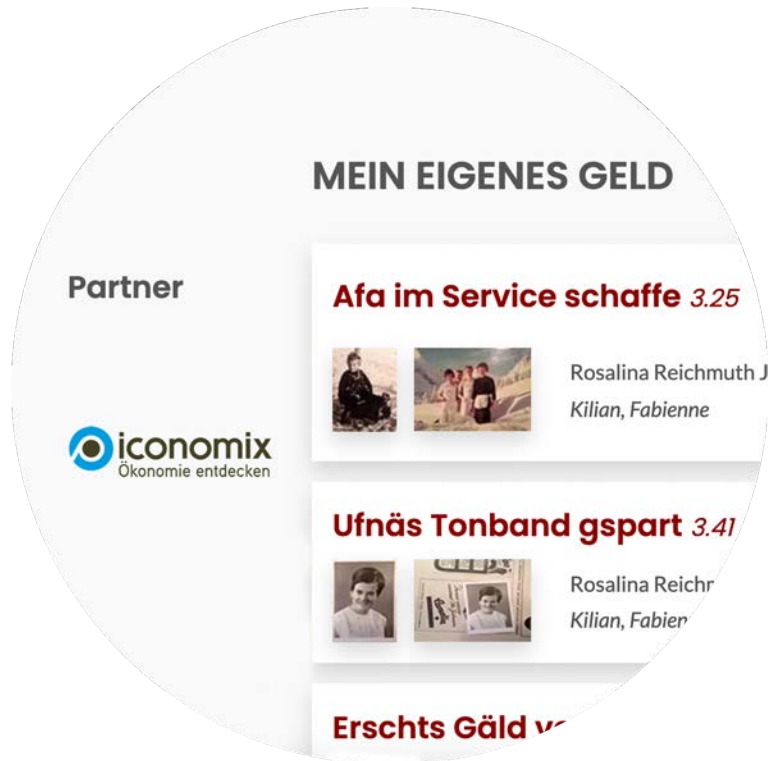 MEIN EIGENES GELD
Partner
iconomix
Ökonomie entdecken
Afa im Service schaffe 3.25
Rosalina Reichmuth J
Kilian, Fabienne
Ufnäs Tonband gspart 3.41
Rosalina
Kilian,
Erschts Gäld